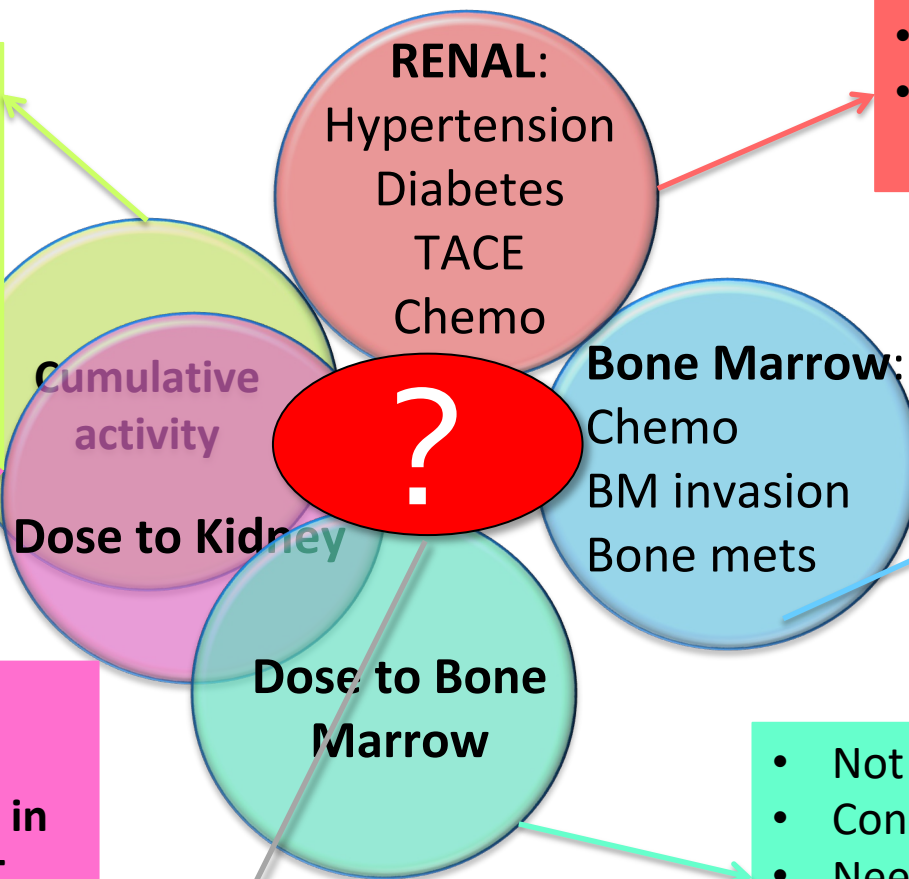 RENAL:
Hypertension
Diabetes
TACE
Chemo
Cumulative
activity
Dose to Kidney
?
Bone Marrow:
Chemo
BM invasion
Bone mets
Dose to Bone
Marrow
in
• Not
• Con
• Nee